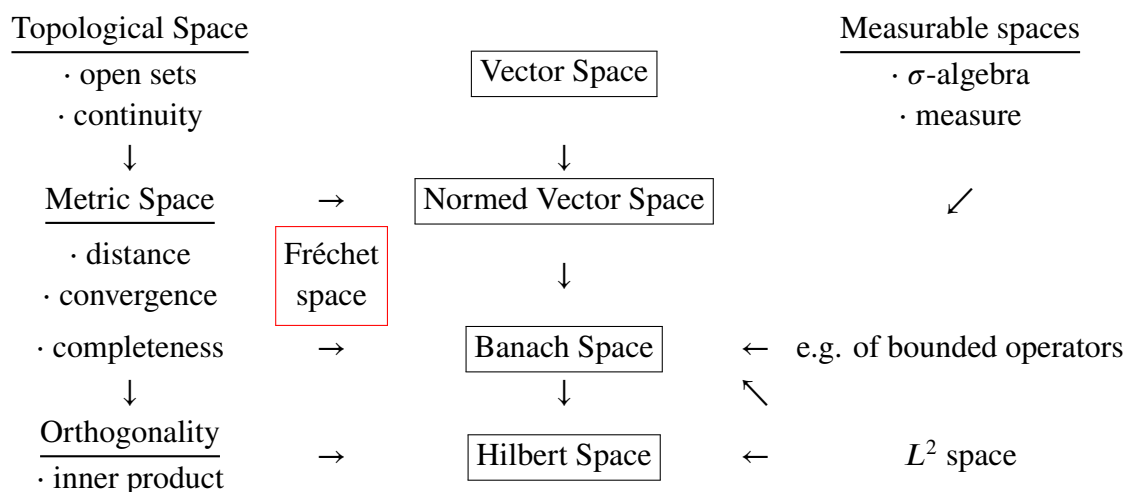 Topological Space
· open sets
· continuity
↓
Metric Space
· distance
· convergence
· completeness
↓
Orthogonality
· inner product
→
Fréchet
space
→
→
Vector Space
↓
Normed Vector Space
↓
Banach Space
↓
Hilbert Space
Measurable spaces
· σ-algebra
· measure
↙
← e.g. of bounded operators
↖
← L² space